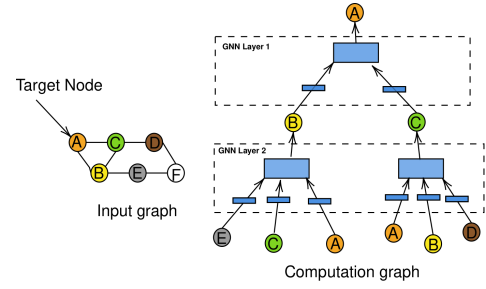 A
GNN Layer 1
Target Node
A C D
B C
B E F
GNN Layer 2
Input graph
E C A A B D
Computation graph